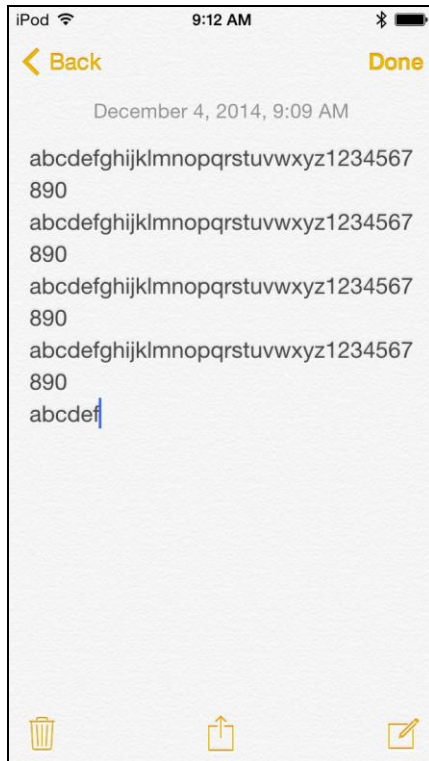 iPod 9:12 AM
Back Done
December 4, 2014, 9:09 AM
abcdefghijklmnopqrstuvwxyz1234567
890
abcdefghijklmnopqrstuvwxyz1234567
890
abcdefghijklmnopqrstuvwxyz1234567
890
abcdefghijklmnopqrstuvwxyz1234567
890
abcdef